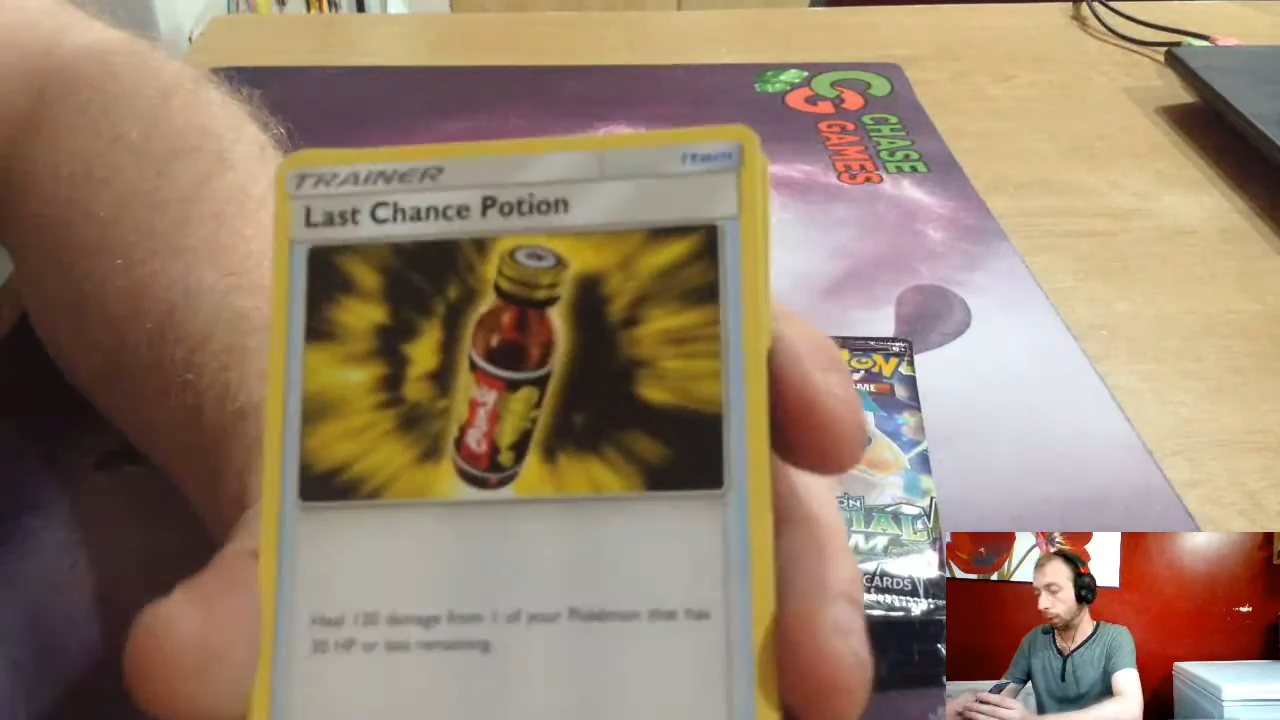 TRAINER
Item
Last Chance Potion
Heal 120 damage from 1 of your Pokémon that has
30 HP or less remaining.
CHASE
GAMES
CARDS